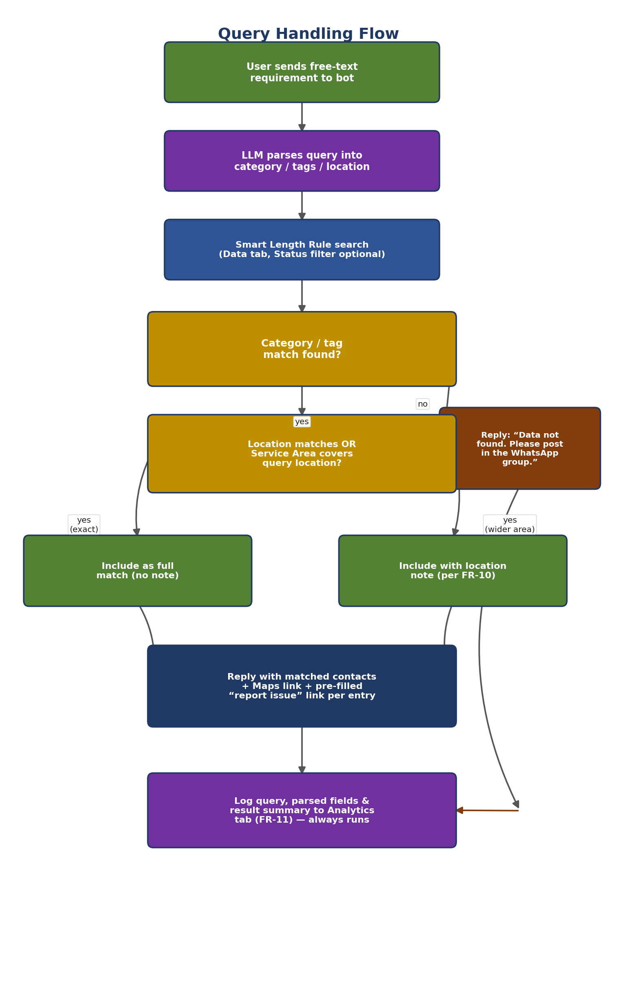 Query Handling Flow
User sends free-text
requirement to bot
LLM parses query into
category / tags / location
Smart Length Rule search
(Data tab, Status filter optional)
Category / tag
match found?
no
yes
Location matches OR
Service Area covers
query location?
Reply: “Data not
found. Please post
in the WhatsApp
group.”
yes
(exact)
yes
(wider area)
Include as full
match (no note)
Include with location
note (per FR-10)
Reply with matched contacts
+ Maps link + pre-filled
“report issue” link per entry
Log query, parsed fields &
result summary to Analytics
tab (FR-11) — always runs